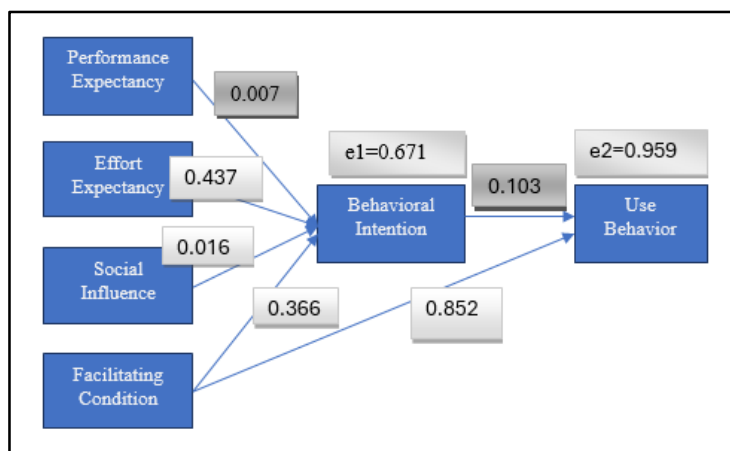 Performance
Expectancy
0.007
e1=0.671
e2=0.959
Effort
Expectancy
0.437
0.103
Behavioral
Intention
Use
Behavior
0.016
Social
Influence
0.366
0.852
Facilitating
Condition